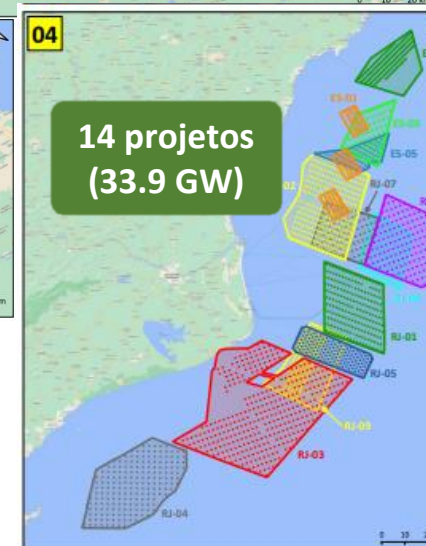 04
14 projetos
(33.9 GW)
ES-01
ES-05
RJ-07
RJ-01
RJ-05
RJ-09
RJ-03
RJ-04